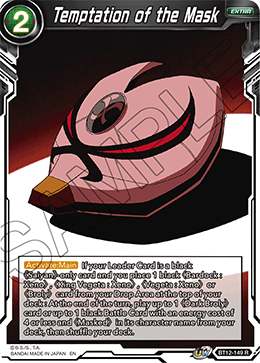 2
Temptation of the Mask
EXTRA
SAMPLE
Activate:Main If your Leader Card is a black
《Saiyan》 only card and you place 1 black 〈Bardock :
Xeno〉, 〈King Vegeta : Xeno〉, 〈Vegeta : Xeno〉 or
〈Broly〉 card from your Drop Area at the top of your
deck: At the end of the turn, play up to 1 《Dark Broly》
card or up to 1 black Battle Card with an energy cost of
4 or less and {Masked} in its character name from your
deck, then shuffle your deck.
©B.S./S., T.A.
BANDAI MADE IN JAPAN EN
BT12-149 R